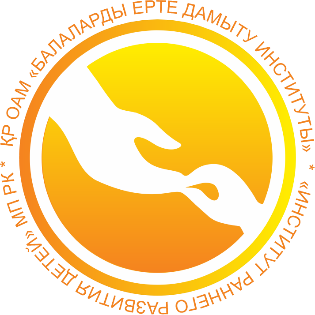 ҚР ОАМ «БАЛАЛАРДЫ ЕРТЕ ДАМЫТУ ИНСТИТУТЫ» *
«ИНСТИТУТ РАННЕГО РАЗВИТИЯ ДЕТЕЙ» МП РК *